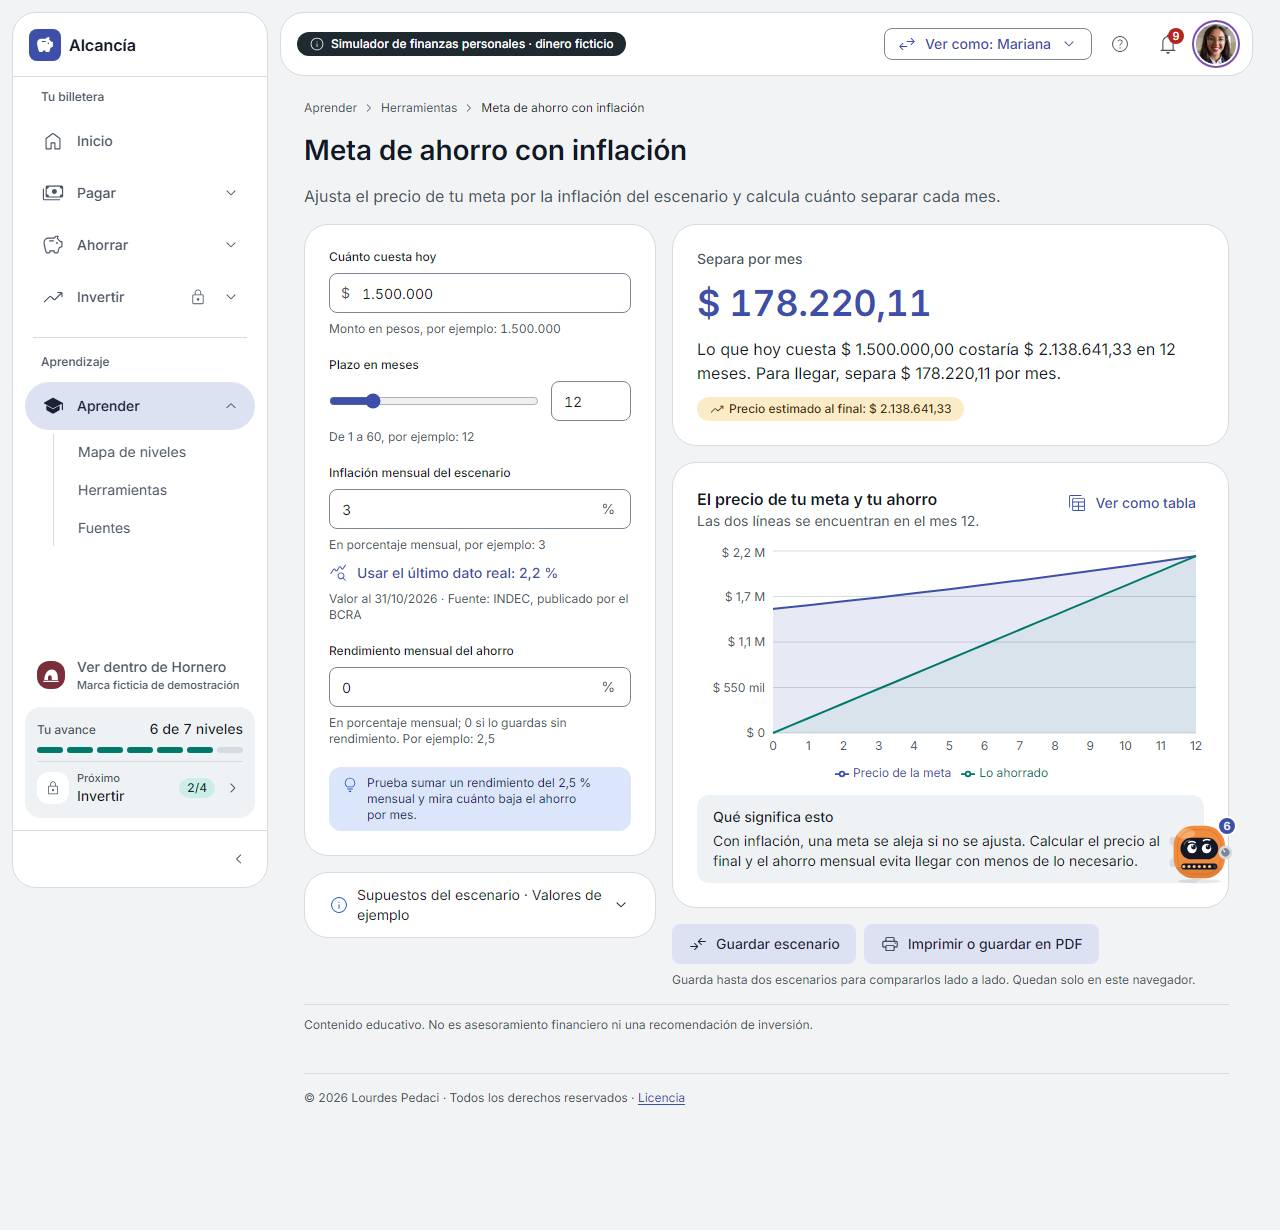 Alcancía
Simulador de finanzas personales · dinero ficticio
Ver como: Mariana
9
Tu billetera
Inicio
Pagar
Ahorrar
Invertir
Aprendizaje
Aprender
Mapa de niveles
Herramientas
Fuentes
Ver dentro de Hornero
Marca ficticia de demostración
Tu avance
6 de 7 niveles
Próximo
Invertir
2/4
Aprender
Herramientas
Meta de ahorro con inflación
Meta de ahorro con inflación
Ajusta el precio de tu meta por la inflación del escenario y calcula cuánto separar cada mes.
Cuánto cuesta hoy
$ 1.500.000
Monto en pesos, por ejemplo: 1.500.000
Plazo en meses
12
De 1 a 60, por ejemplo: 12
Inflación mensual del escenario
3 %
En porcentaje mensual, por ejemplo: 3
Usar el último dato real: 2,2 %
Valor al 31/10/2026 · Fuente: INDEC, publicado por el
BCRA
Rendimiento mensual del ahorro
0 %
En porcentaje mensual; 0 si lo guardas sin
rendimiento. Por ejemplo: 2,5
Prueba sumar un rendimiento del 2,5 %
mensual y mira cuánto baja el ahorro
por mes.
Supuestos del escenario · Valores de
ejemplo
Separa por mes
$ 178.220,11
Lo que hoy cuesta $ 1.500.000,00 costaría $ 2.138.641,33 en 12
meses. Para llegar, separa $ 178.220,11 por mes.
Precio estimado al final: $ 2.138.641,33
El precio de tu meta y tu ahorro
Las dos líneas se encuentran en el mes 12.
Ver como tabla
$ 2,2 M
$ 1,7 M
$ 1,1 M
$ 550 mil
$ 0
0 1 2 3 4 5 6 7 8 9 10 11 12
Precio de la meta
Lo ahorrado
Qué significa esto
Con inflación, una meta se aleja si no se ajusta. Calcular el precio al
final y el ahorro mensual evita llegar con menos de lo necesario.
6
Guardar escenario
Imprimir o guardar en PDF
Guarda hasta dos escenarios para compararlos lado a lado. Quedan solo en este navegador.
Contenido educativo. No es asesoramiento financiero ni una recomendación de inversión.
© 2026 Lourdes Pedaci · Todos los derechos reservados · Licencia